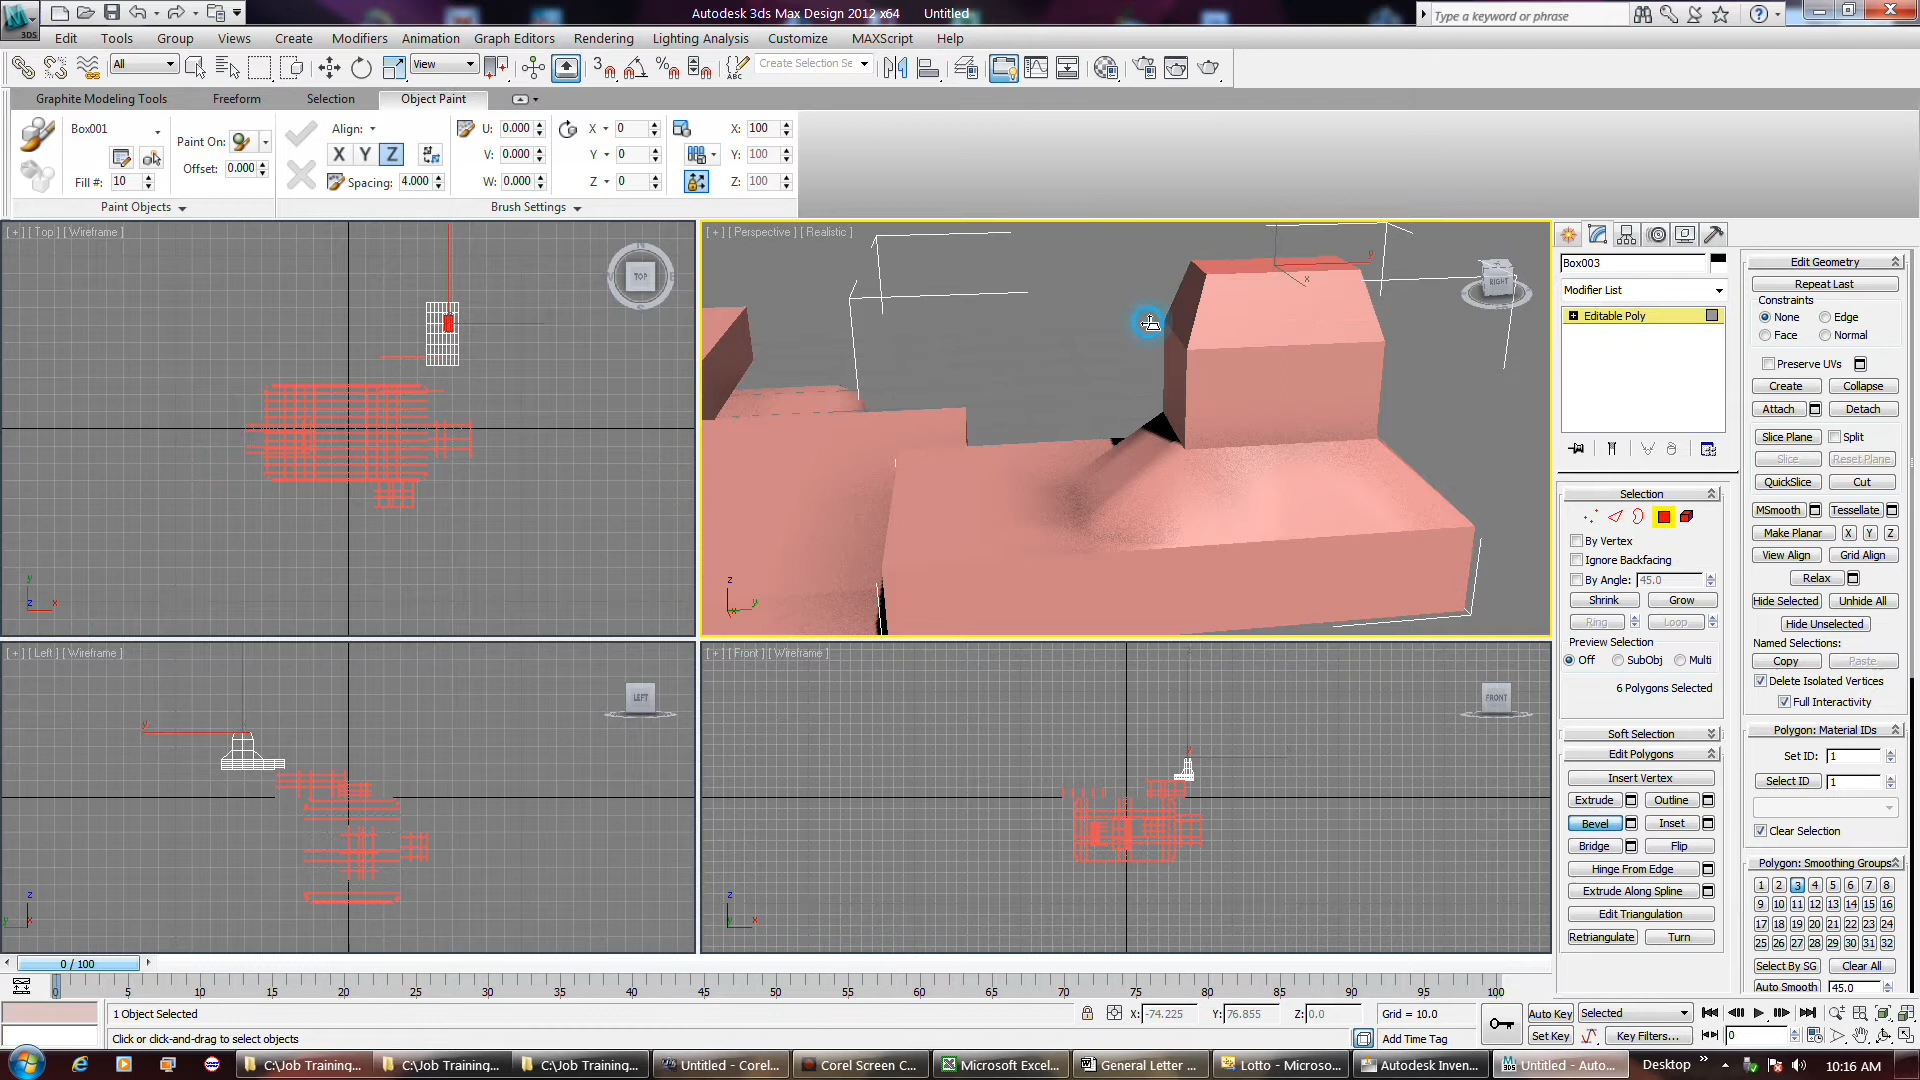 Autodesk 3ds Max Design 2012 x64 Untitled
Type a keyword or phrase
3DS
Edit Tools Group Views Create Modifiers Animation Graph Editors Rendering Lighting Analysis Customize MAXScript Help
All View 3 Create Selection Se
Graphite Modeling Tools Freeform Selection Object Paint
Box001 Align: U: 0.000 X 0 X: 100
Paint On: X Y Z V: 0.000 Y 0 Y: 100
Offset: 0.000
Fill #: 10 Spacing: 4.000 W: 0.000 Z 0 Z: 100
Paint Objects Brush Settings
[ + ] [ Top ] [ Wireframe ]
TOP
[ + ] [ Perspective ] [ Realistic ]
RIGHT
[ + ] [ Left ] [ Wireframe ]
LEFT
[ + ] [ Front ] [ Wireframe ]
FRONT
Box003
Modifier List
Editable Poly
Selection
By Vertex
Ignore Backfacing
By Angle: 45.0
Shrink Grow
Ring Loop
Preview Selection
Off SubObj Multi
6 Polygons Selected
Soft Selection
Edit Polygons
Insert Vertex
Extrude Outline
Bevel Inset
Bridge Flip
Hinge From Edge
Extrude Along Spline
Edit Triangulation
Retriangulate Turn
Edit Geometry
Repeat Last
Constraints
None Edge
Face Normal
Preserve UVs
Create Collapse
Attach Detach
Slice Plane Split
Slice Reset Plane
QuickSlice Cut
MSmooth Tessellate
Make Planar X Y Z
View Align Grid Align
Relax
Hide Selected Unhide All
Hide Unselected
Named Selections:
Copy Paste
Delete Isolated Vertices
Full Interactivity
Polygon: Material IDs
Set ID: 1
Select ID 1
Clear Selection
Polygon: Smoothing Groups
1 2 3 4 5 6 7 8
9 10 11 12 13 14 15 16
17 18 19 20 21 22 23 24
25 26 27 28 29 30 31 32
Select By SG Clear All
Auto Smooth 45.0
0 / 100
0 5 10 15 20 25 30 35 40 45 50 55 60 65 70 75 80 85 90 95 100
1 Object Selected X: -74.225 Y: 76.855 Z: 0.0 Grid = 10.0 Auto Key Selected
Click or click-and-drag to select objects Add Time Tag Set Key Key Filters... 0
C:\Job Training... C:\Job Training... C:\Job Training... Untitled - Corel... Corel Screen C... Microsoft Excel... General Letter ... Lotto - Microso... Autodesk Inven... Untitled - Auto... Desktop 10:16 AM